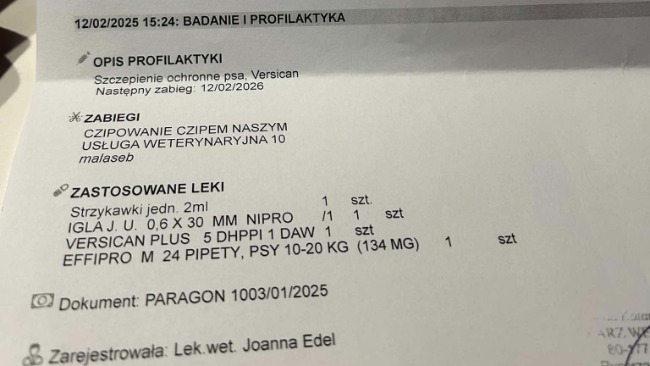 12/02/2025 15:24: BADANIE I PROFILAKTYKA
OPIS PROFILAKTYKI
Szczepienie ochronne psa, Versican
Następny zabieg: 12/02/2026
ZABIEGI
CZIPOWANIE CZIPEM NASZYM
USŁUGA WETERYNARYJNA 10
malaseb
ZASTOSOWANE LEKI
Strzykawki jedn. 2ml 1 szt.
IGŁA J. U. 0,6 X 30 MM NIPRO /1 1 szt
VERSICAN PLUS 5 DHPPI 1 DAW 1 szt
EFFIPRO M 24 PIPETY, PSY 10-20 KG (134 MG) 1 szt
Dokument: PARAGON 1003/01/2025
Zarejestrowała: Lek.wet. Joanna Edel